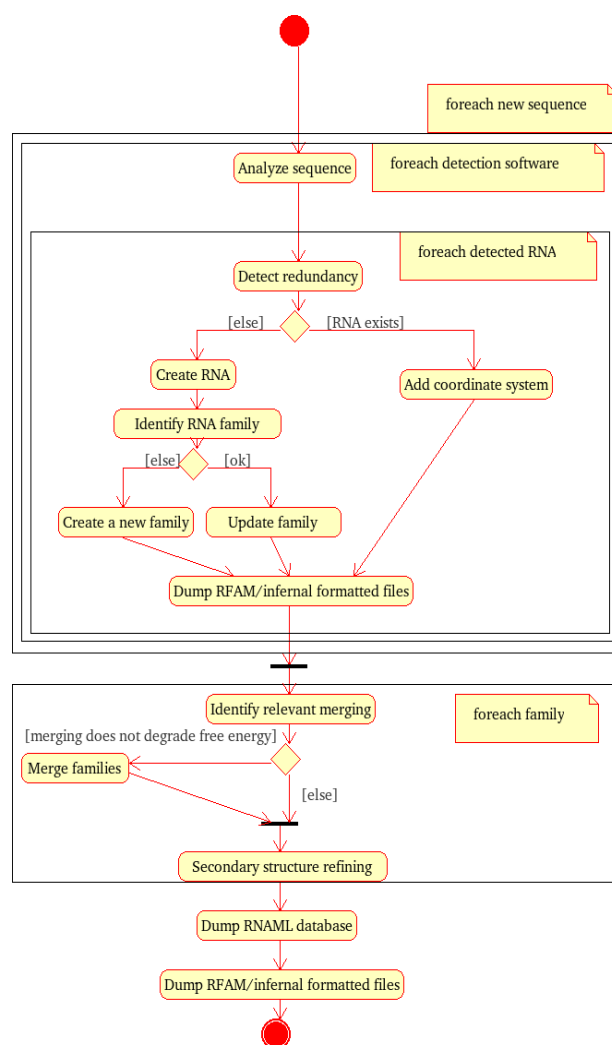 foreach new sequence
foreach detection software
Analyze sequence
foreach detected RNA
Detect redundancy
[else]
[RNA exists]
Create RNA
Add coordinate system
Identify RNA family
[else]
[ok]
Create a new family
Update family
Dump RFAM/infernal formatted files
Identify relevant merging
foreach family
[merging does not degrade free energy]
Merge families
[else]
Secondary structure refining
Dump RNAML database
Dump RFAM/infernal formatted files